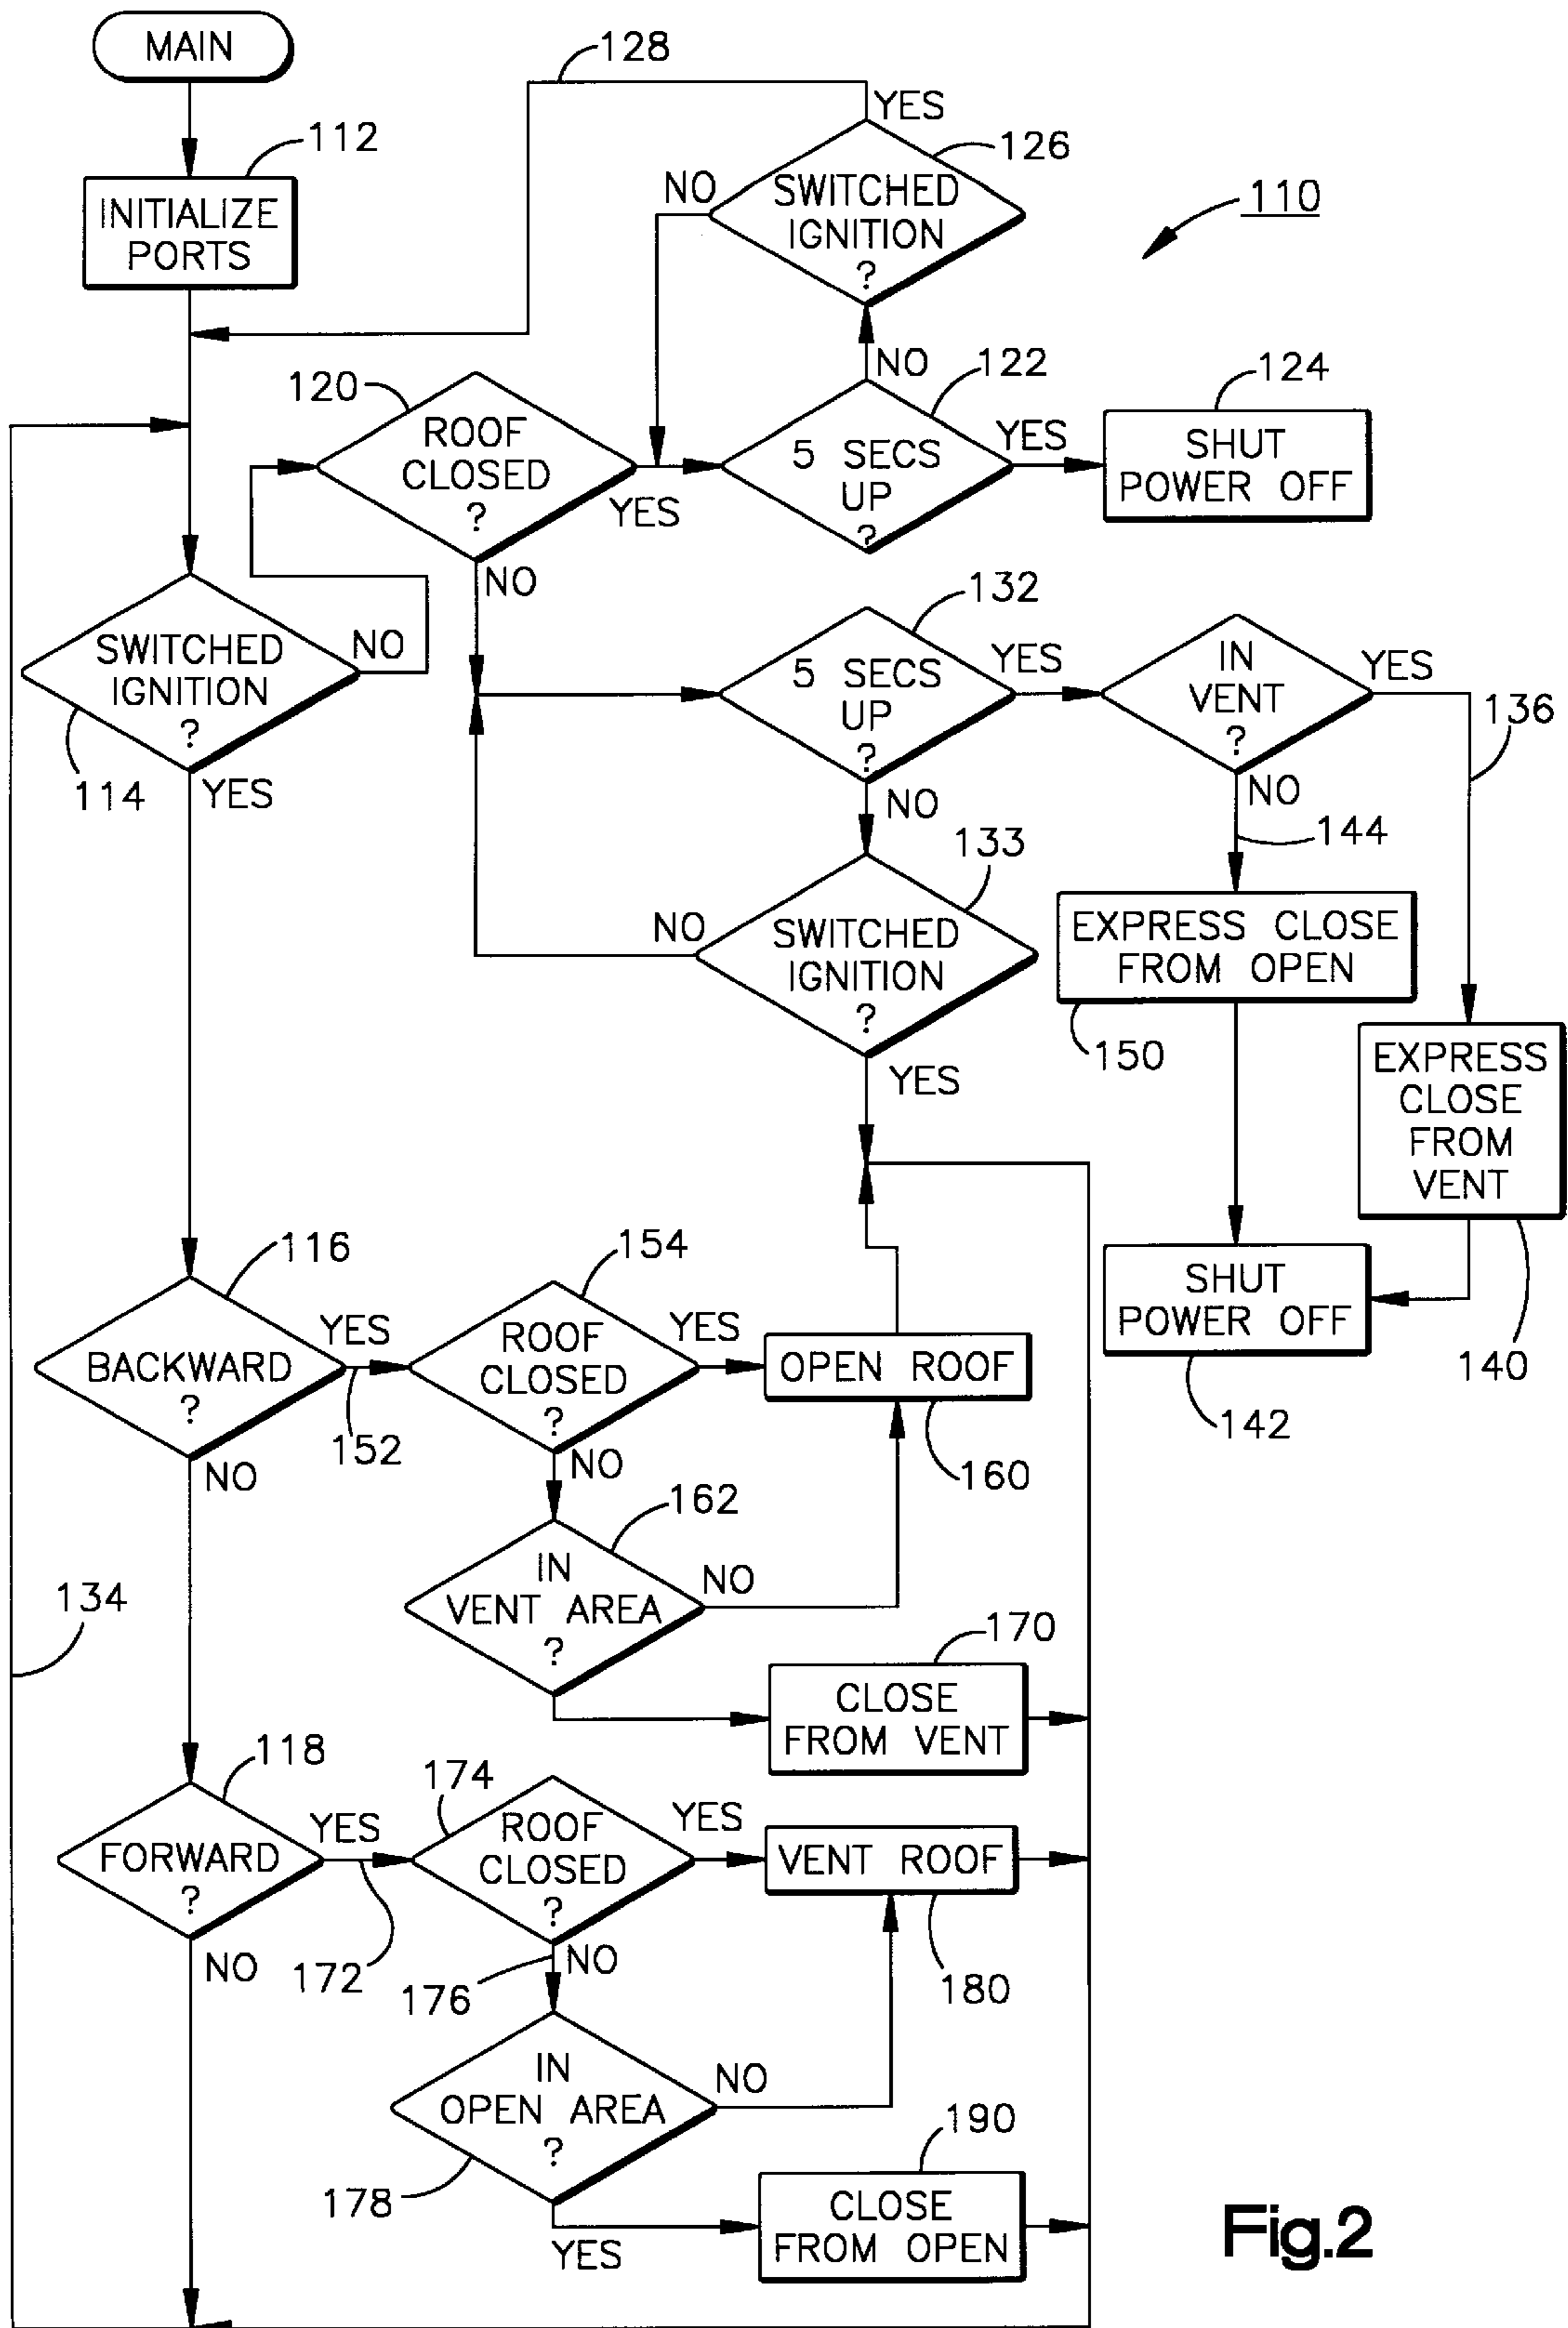 MAIN
128
YES
112
126
NO
SWITCHED
IGNITION
?
110
INITIALIZE
PORTS
NO
122
124
120
ROOF
CLOSED
?
YES
5 SECS
UP
?
YES
SHUT
POWER OFF
NO
132
SWITCHED
IGNITION
?
NO
5 SECS
UP
?
YES
IN
VENT
?
YES
136
114
YES
NO
NO
144
133
NO
SWITCHED
IGNITION
?
EXPRESS CLOSE
FROM OPEN
150
YES
EXPRESS
CLOSE
FROM
VENT
116
154
SHUT
POWER OFF
BACKWARD
?
YES
152
ROOF
CLOSED
?
YES
OPEN ROOF
140
142
NO
NO
160
162
IN
VENT AREA
?
NO
134
170
CLOSE
FROM VENT
118
174
FORWARD
?
YES
172
ROOF
CLOSED
?
YES
VENT ROOF
NO
176
NO
180
IN
OPEN AREA
?
NO
178
190
YES
CLOSE
FROM OPEN
Fig.2